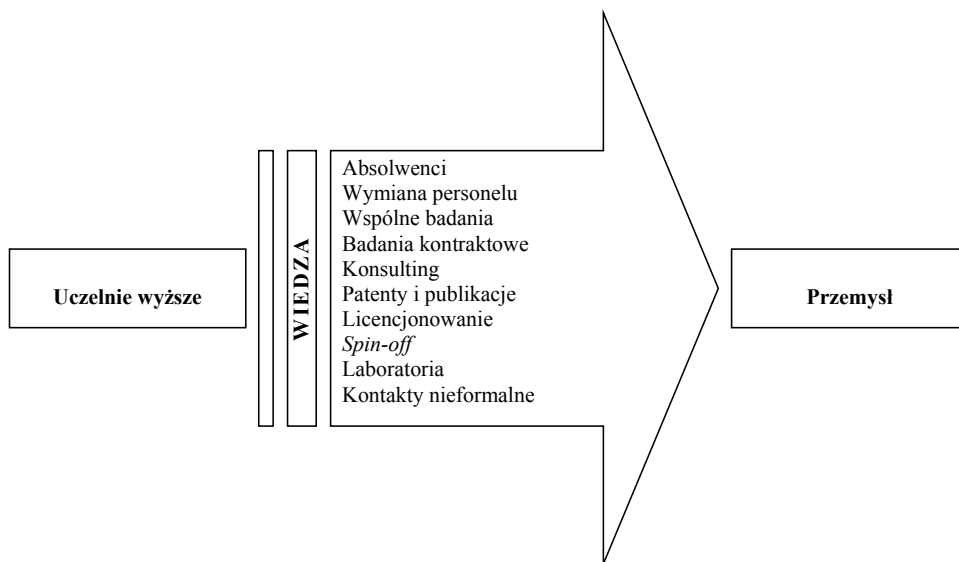 Uczelnie wyższe
WIEDZA
Absolwenci
Wymiana personelu
Wspólne badania
Badania kontraktowe
Konsulting
Patenty i publikacje
Licencjonowanie
Spin-off
Laboratoria
Kontakty nieformalne
Przemysł